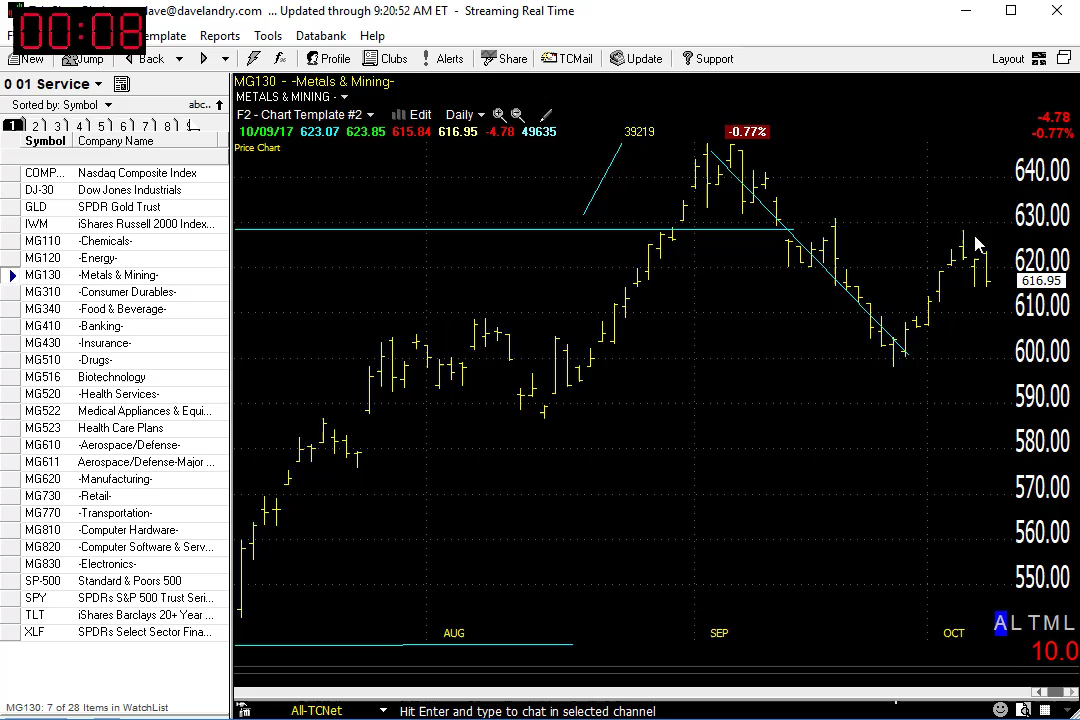 dave@davelandry.com ... Updated through 9:20:52 AM ET - Streaming Real Time
00:08
emplate Reports Tools Databank Help
New Jump Back Profile Clubs Alerts Share TCMail Update Support Layout
0 01 Service
Sorted by: Symbol abc..
1 2 3 4 5 6 7 8
Symbol Company Name
COMP... Nasdaq Composite Index
DJ-30 Dow Jones Industrials
GLD SPDR Gold Trust
IWM iShares Russell 2000 Index...
MG110 -Chemicals-
MG120 -Energy-
MG130 -Metals & Mining-
MG310 -Consumer Durables-
MG340 -Food & Beverage-
MG410 -Banking-
MG430 -Insurance-
MG510 -Drugs-
MG516 Biotechnology
MG520 -Health Services-
MG522 Medical Appliances & Equi...
MG523 Health Care Plans
MG610 -Aerospace/Defense-
MG611 Aerospace/Defense-Major ...
MG620 -Manufacturing-
MG730 -Retail-
MG770 -Transportation-
MG810 -Computer Hardware-
MG820 -Computer Software & Serv...
MG830 -Electronics-
SP-500 Standard & Poors 500
SPY SPDRs S&P 500 Trust Seri...
TLT iShares Barclays 20+ Year ...
XLF SPDRs Select Sector Fina...
MG130: 7 of 28 Items in WatchList
MG130 - -Metals & Mining-
METALS & MINING -
F2 - Chart Template #2 Edit Daily
10/09/17 623.07 623.85 615.84 616.95 -4.78 49635 39219 -0.77%
Price Chart
-4.78
-0.77%
640.00
630.00
620.00
616.95
610.00
600.00
590.00
580.00
570.00
560.00
550.00
AUG SEP OCT
A L T M L
10.0
All-TCNet Hit Enter and type to chat in selected channel